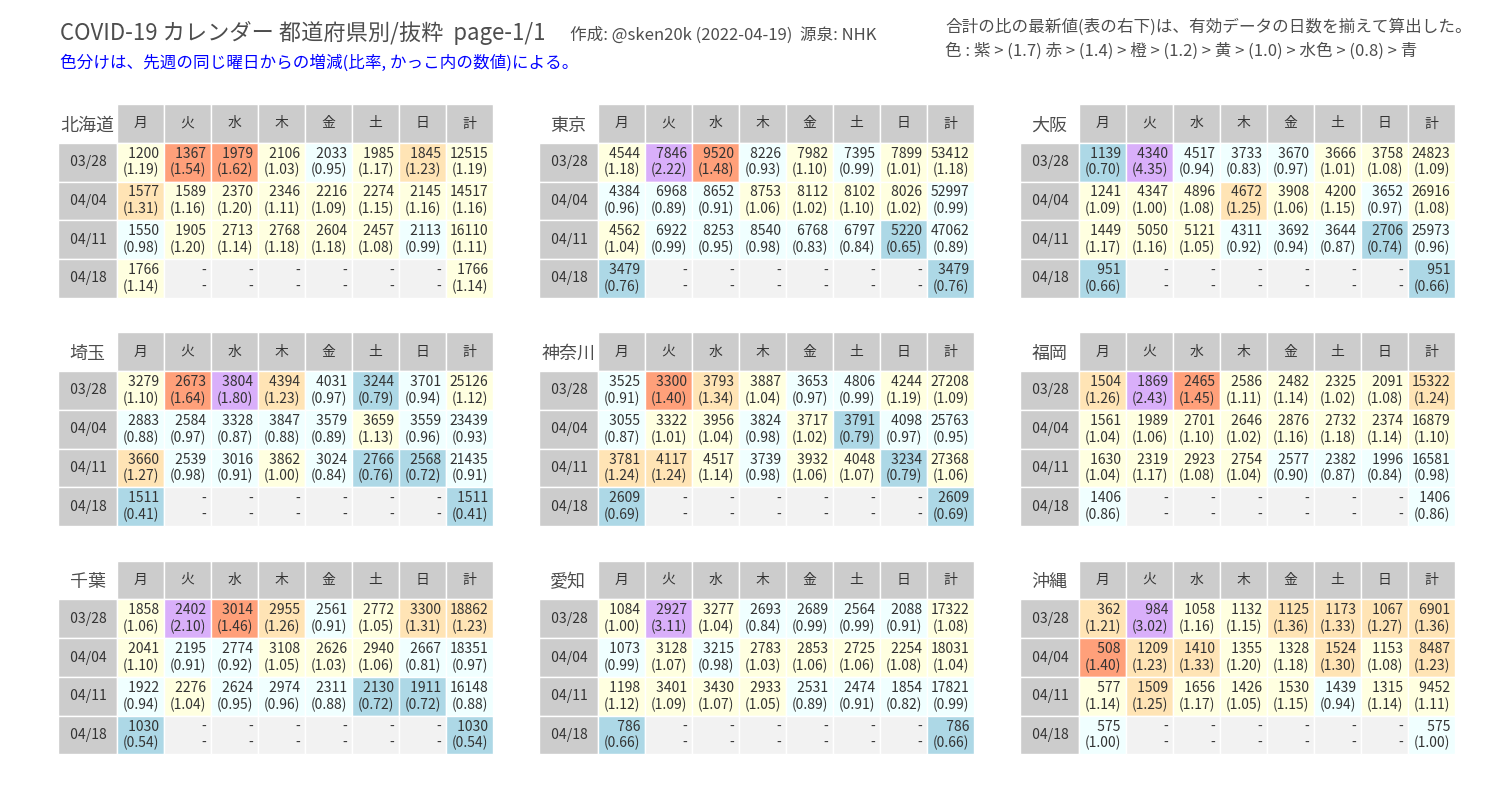 COVID-19 カレンダー 都道府県別/抜粋 page-1/1 作成: @sken20k (2022-04-19) 源泉: NHK
合計の比の最新値(表の右下)は、有効データの日数を揃えて算出した。
色分けは、先週の同じ曜日からの増減(比率, かっこ内の数値)による。
色 : 紫 > (1.7) 赤 > (1.4) > 橙 > (1.2) > 黄 > (1.0) > 水色 > (0.8) > 青
北海道 月 火 水 木 金 土 日 計
03/28 1200 1367 1979 2106 2033 1985 1845 12515
(1.19) (1.54) (1.62) (1.03) (0.95) (1.17) (1.23) (1.19)
04/04 1577 1589 2370 2346 2216 2274 2145 14517
(1.31) (1.16) (1.20) (1.11) (1.09) (1.15) (1.16) (1.16)
04/11 1550 1905 2713 2768 2604 2457 2113 16110
(0.98) (1.20) (1.14) (1.18) (1.18) (1.08) (0.99) (1.11)
04/18 1766 - - - - - - 1766
(1.14) - - - - - - (1.14)
東京 月 火 水 木 金 土 日 計
03/28 4544 7846 9520 8226 7982 7395 7899 53412
(1.18) (2.22) (1.48) (0.93) (1.10) (0.99) (1.01) (1.18)
04/04 4384 6968 8652 8753 8112 8102 8026 52997
(0.96) (0.89) (0.91) (1.06) (1.02) (1.10) (1.02) (0.99)
04/11 4562 6922 8253 8540 6768 6797 5220 47062
(1.04) (0.99) (0.95) (0.98) (0.83) (0.84) (0.65) (0.89)
04/18 3479 - - - - - - 3479
(0.76) - - - - - - (0.76)
大阪 月 火 水 木 金 土 日 計
03/28 1139 4340 4517 3733 3670 3666 3758 24823
(0.70) (4.35) (0.94) (0.83) (0.97) (1.01) (1.08) (1.09)
04/04 1241 4347 4896 4672 3908 4200 3652 26916
(1.09) (1.00) (1.08) (1.25) (1.06) (1.15) (0.97) (1.08)
04/11 1449 5050 5121 4311 3692 3644 2706 25973
(1.17) (1.16) (1.05) (0.92) (0.94) (0.87) (0.74) (0.96)
04/18 951 - - - - - - 951
(0.66) - - - - - - (0.66)
埼玉 月 火 水 木 金 土 日 計
03/28 3279 2673 3804 4394 4031 3244 3701 25126
(1.10) (1.64) (1.80) (1.23) (0.97) (0.79) (0.94) (1.12)
04/04 2883 2584 3328 3847 3579 3659 3559 23439
(0.88) (0.97) (0.87) (0.88) (0.89) (1.13) (0.96) (0.93)
04/11 3660 2539 3016 3862 3024 2766 2568 21435
(1.27) (0.98) (0.91) (1.00) (0.84) (0.76) (0.72) (0.91)
04/18 1511 - - - - - - 1511
(0.41) - - - - - - (0.41)
神奈川 月 火 水 木 金 土 日 計
03/28 3525 3300 3793 3887 3653 4806 4244 27208
(0.91) (1.40) (1.34) (1.04) (0.97) (0.99) (1.19) (1.09)
04/04 3055 3322 3956 3824 3717 3791 4098 25763
(0.87) (1.01) (1.04) (0.98) (1.02) (0.79) (0.97) (0.95)
04/11 3781 4117 4517 3739 3932 4048 3234 27368
(1.24) (1.24) (1.14) (0.98) (1.06) (1.07) (0.79) (1.06)
04/18 2609 - - - - - - 2609
(0.69) - - - - - - (0.69)
福岡 月 火 水 木 金 土 日 計
03/28 1504 1869 2465 2586 2482 2325 2091 15322
(1.26) (2.43) (1.45) (1.11) (1.14) (1.02) (1.08) (1.24)
04/04 1561 1989 2701 2646 2876 2732 2374 16879
(1.04) (1.06) (1.10) (1.02) (1.16) (1.18) (1.14) (1.10)
04/11 1630 2319 2923 2754 2577 2382 1996 16581
(1.04) (1.17) (1.08) (1.04) (0.90) (0.87) (0.84) (0.98)
04/18 1406 - - - - - - 1406
(0.86) - - - - - - (0.86)
千葉 月 火 水 木 金 土 日 計
03/28 1858 2402 3014 2955 2561 2772 3300 18862
(1.06) (2.10) (1.46) (1.26) (0.91) (1.05) (1.31) (1.23)
04/04 2041 2195 2774 3108 2626 2940 2667 18351
(1.10) (0.91) (0.92) (1.05) (1.03) (1.06) (0.81) (0.97)
04/11 1922 2276 2624 2974 2311 2130 1911 16148
(0.94) (1.04) (0.95) (0.96) (0.88) (0.72) (0.72) (0.88)
04/18 1030 - - - - - - 1030
(0.54) - - - - - - (0.54)
愛知 月 火 水 木 金 土 日 計
03/28 1084 2927 3277 2693 2689 2564 2088 17322
(1.00) (3.11) (1.04) (0.84) (0.99) (0.99) (0.91) (1.08)
04/04 1073 3128 3215 2783 2853 2725 2254 18031
(0.99) (1.07) (0.98) (1.03) (1.06) (1.06) (1.08) (1.04)
04/11 1198 3401 3430 2933 2531 2474 1854 17821
(1.12) (1.09) (1.07) (1.05) (0.89) (0.91) (0.82) (0.99)
04/18 786 - - - - - - 786
(0.66) - - - - - - (0.66)
沖縄 月 火 水 木 金 土 日 計
03/28 362 984 1058 1132 1125 1173 1067 6901
(1.21) (3.02) (1.16) (1.15) (1.36) (1.33) (1.27) (1.36)
04/04 508 1209 1410 1355 1328 1524 1153 8487
(1.40) (1.23) (1.33) (1.20) (1.18) (1.30) (1.08) (1.23)
04/11 577 1509 1656 1426 1530 1439 1315 9452
(1.14) (1.25) (1.17) (1.05) (1.15) (0.94) (1.14) (1.11)
04/18 575 - - - - - - 575
(1.00) - - - - - - (1.00)